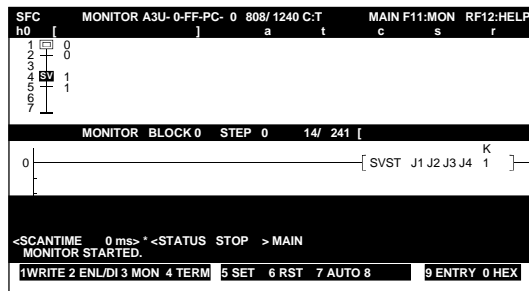 SFC MONITOR A3U- 0-FF-PC- 0 808/ 1240 C:T MAIN F11:MON RF12:HELP
h0 [ ] a t c s r
1 0
2 0
3
4 SV 1
5 1
6
7
MONITOR BLOCK 0 STEP 0 14/ 241 [
K
0 [ SVST J1 J2 J3 J4 1 ]
<SCANTIME 0 ms> * <STATUS STOP > MAIN
MONITOR STARTED.
1WRITE 2 ENL/DI 3 MON 4 TERM 5 SET 6 RST 7 AUTO 8 9 ENTRY 0 HEX